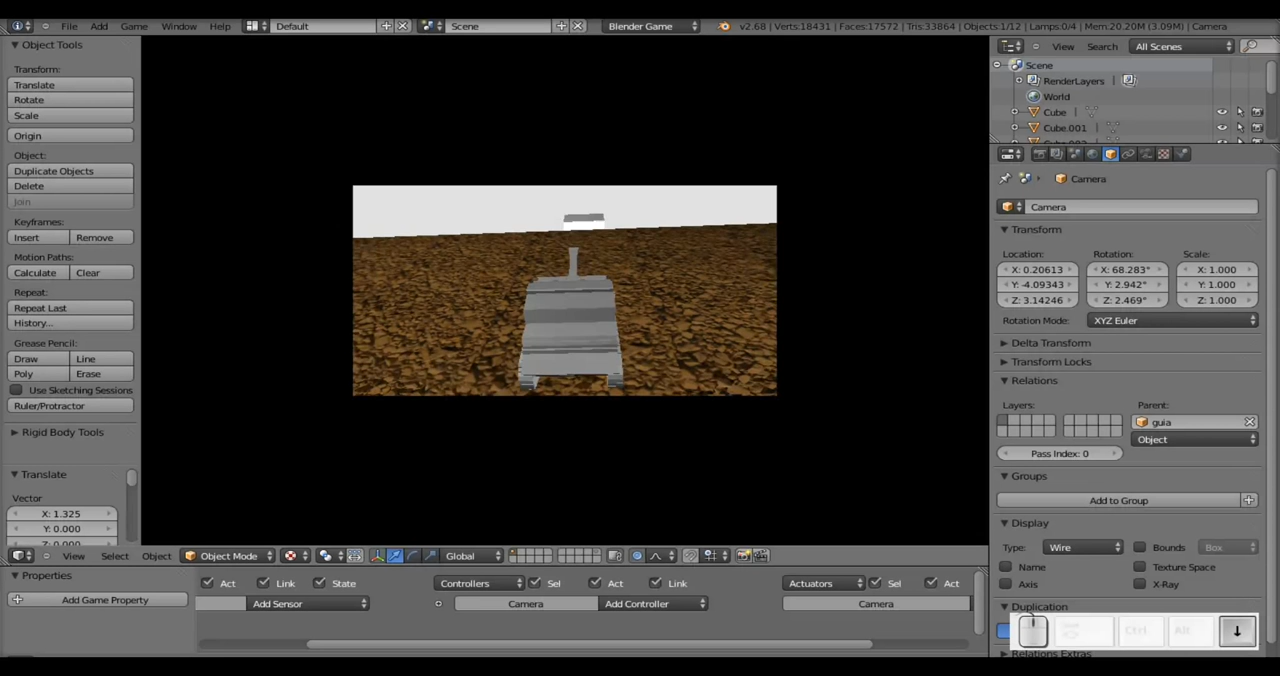 File Add Game Window Help Default Scene Blender Game v2.68 | Verts:18431 | Faces:17572 | Tris:33864 | Objects:1/12 | Lamps:0/4 | Mem:20.20M (3.09M) | Camera
Object Tools
Transform:
Translate
Rotate
Scale
Origin
Object:
Duplicate Objects
Delete
Join
Keyframes:
Insert Remove
Motion Paths:
Calculate Clear
Repeat:
Repeat Last
History...
Grease Pencil:
Draw Line
Poly Erase
Use Sketching Sessions
Ruler/Protractor
Rigid Body Tools
Translate
Vector
X: 1.325
Y: 0.000
View Select Object Object Mode Global
View Search All Scenes
Scene
RenderLayers |
World
Cube |
Cube.001 |
Camera
Camera
Transform
Location: Rotation: Scale:
X: 0.20613 X: 68.283° X: 1.000
Y: -4.09343 Y: 2.942° Y: 1.000
Z: 3.14246 Z: 2.469° Z: 1.000
Rotation Mode: XYZ Euler
Delta Transform
Transform Locks
Relations
Layers: Parent:
guia
Object
Pass Index: 0
Groups
Add to Group
Display
Type: Wire Bounds Box
Name Texture Space
Axis X-Ray
Duplication
Ctrl Alt ↓
Relations Extras
Properties
Add Game Property
Act Link State Controllers Sel Act Link Actuators Sel Act
Add Sensor Camera Add Controller Camera